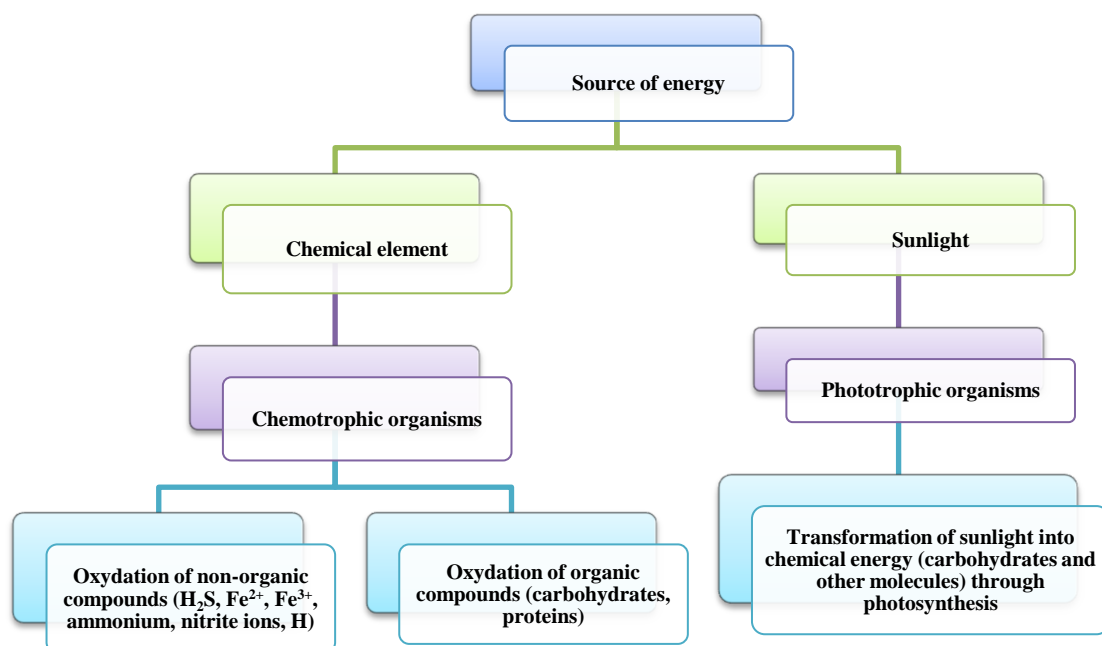 Source of energy
Chemical element
Sunlight
Chemotrophic organisms
Phototrophic organisms
Oxydation of non-organic
compounds (H₂S, Fe²⁺, Fe³⁺,
ammonium, nitrite ions, H)
Oxydation of organic
compounds (carbohydrates,
proteins)
Transformation of sunlight into
chemical energy (carbohydrates and
other molecules) through
photosynthesis